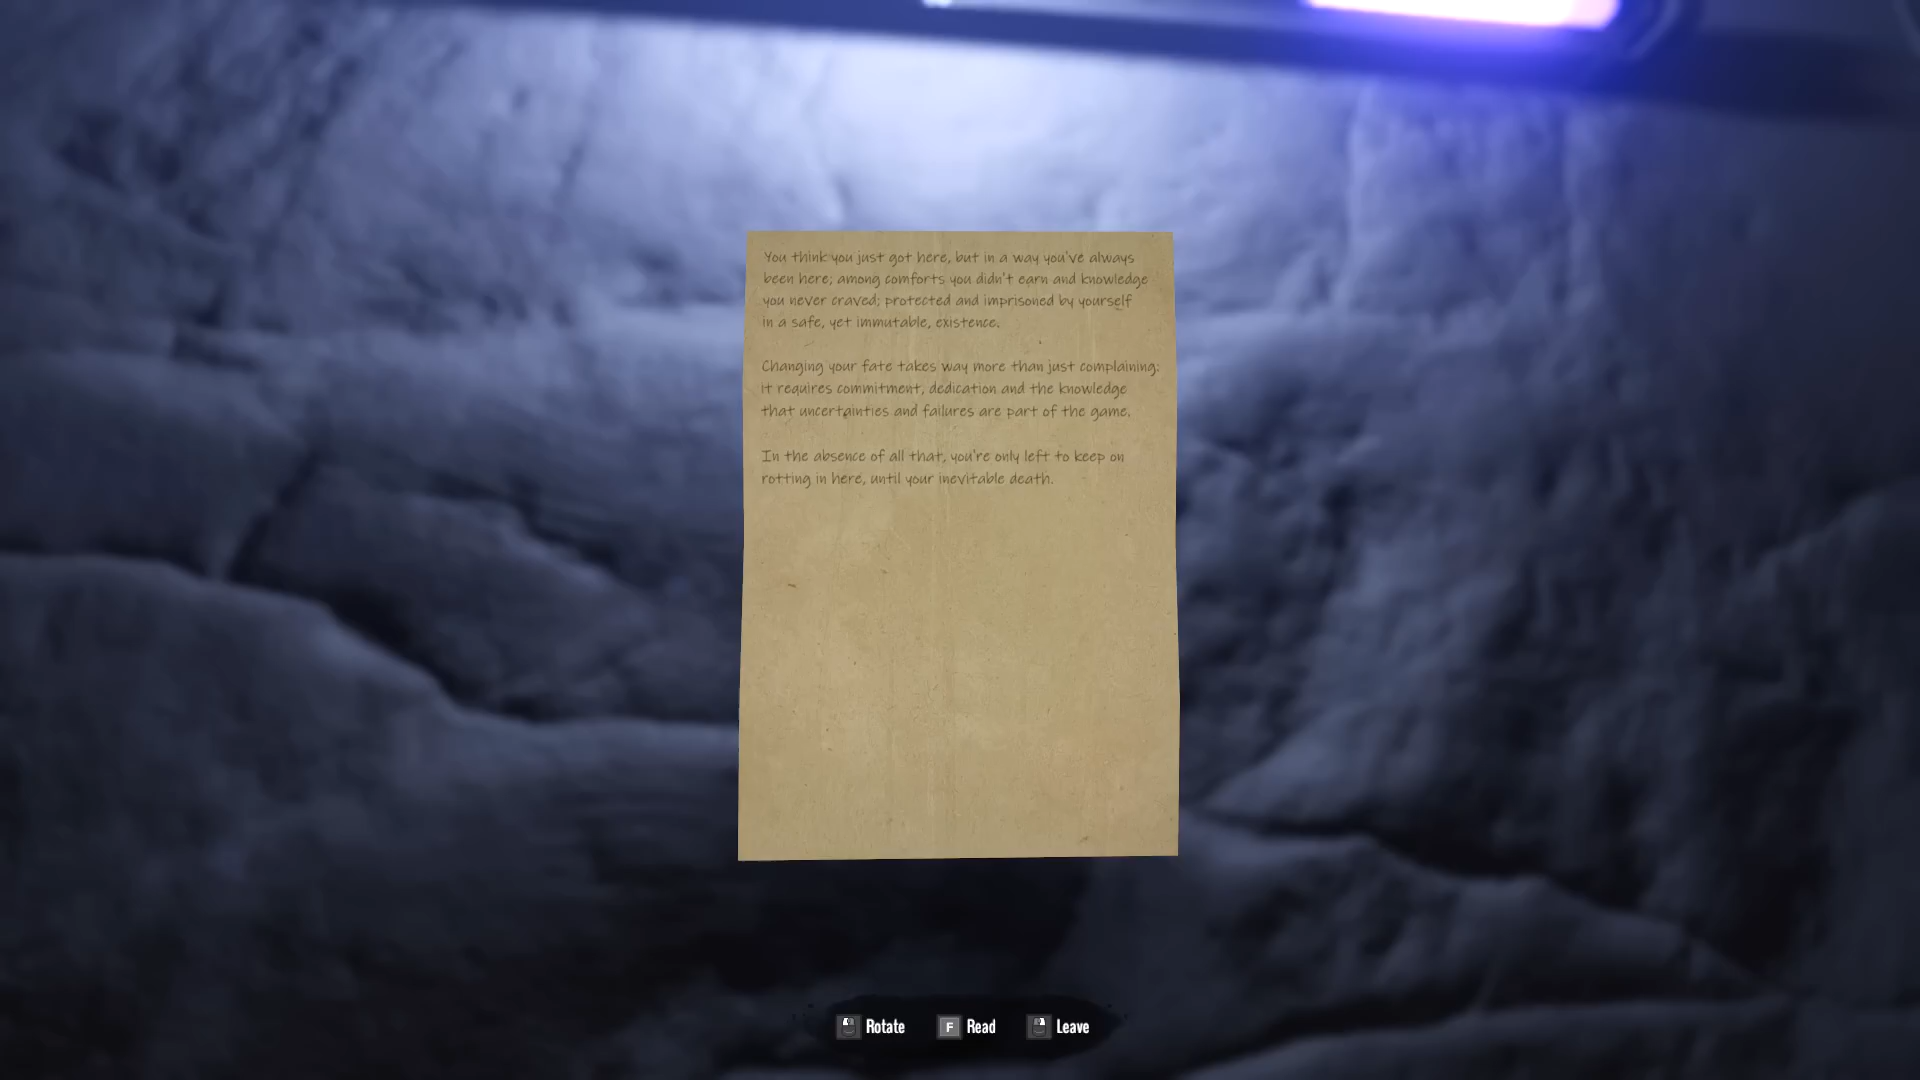 You think you just got here, but in a way you've always
been here; among comforts you didn't earn and knowledge
you never craved; protected and imprisoned by yourself
in a safe, yet immutable, existence.
Changing your fate takes way more than just complaining:
it requires commitment, dedication and the knowledge
that uncertainties and failures are part of the game.
In the absence of all that, you're only left to keep on
rotting in here, until your inevitable death.
Rotate F Read Leave